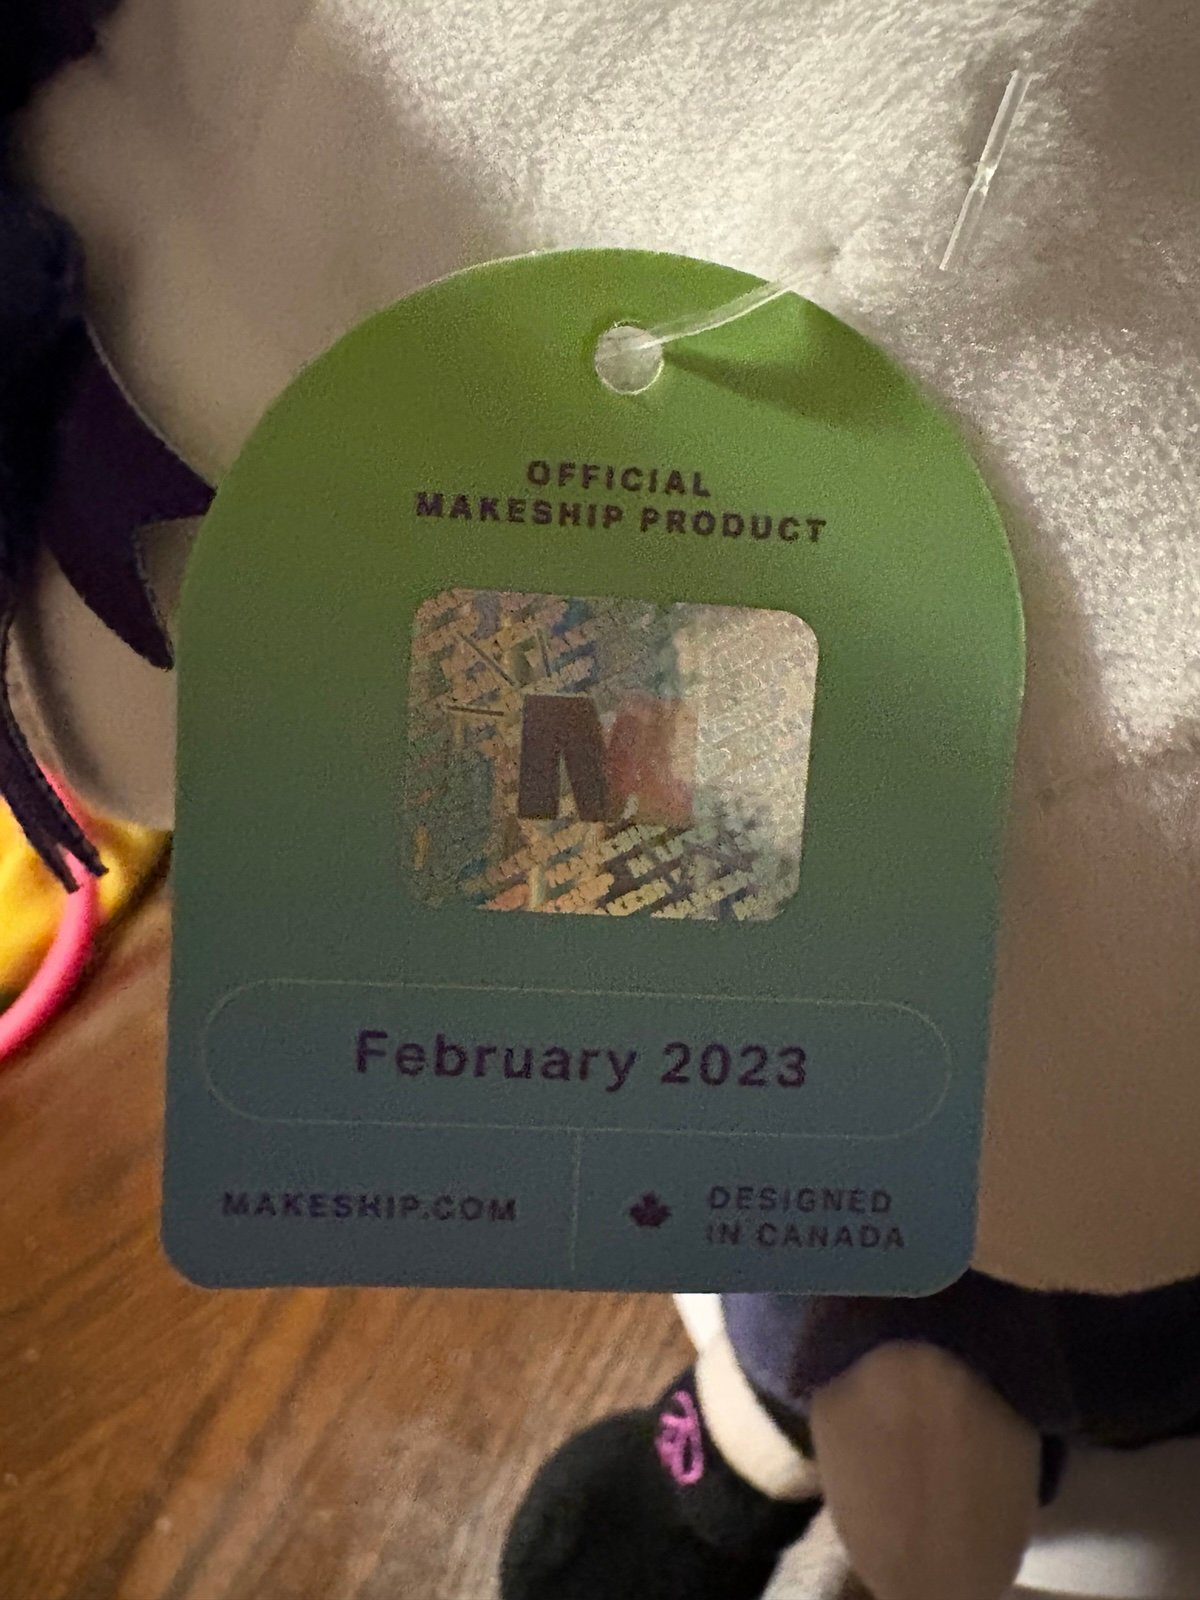 OFFICIAL
MAKESHIP PRODUCT
M
February 2023
MAKESHIP.COM
DESIGNED
IN CANADA